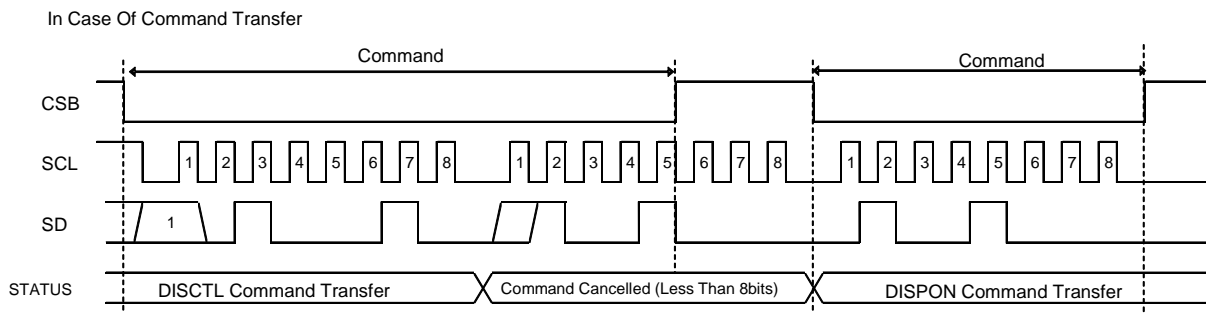 In Case Of Command Transfer
Command Command
CSB
SCL 1 2 3 4 5 6 7 8 1 2 3 4 5 6 7 8 1 2 3 4 5 6 7 8
SD 1
STATUS DISCTL Command Transfer Command Cancelled (Less Than 8bits) DISPON Command Transfer